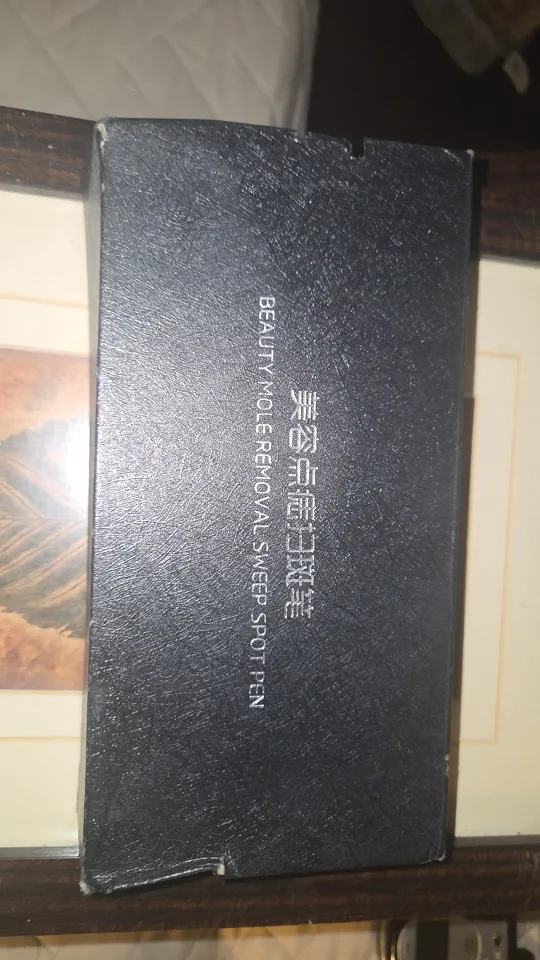 美容点痣扫斑笔
BEAUTY MOLE REMOVAL SWEEP SPOT PEN